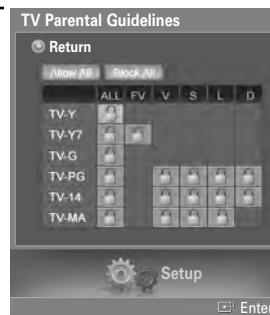 TV Parental Guidelines
Return
Allow All Block All
ALL FV V S L D
TV-Y
TV-Y7
TV-G
TV-PG
TV-14
TV-MA
Setup
Enter